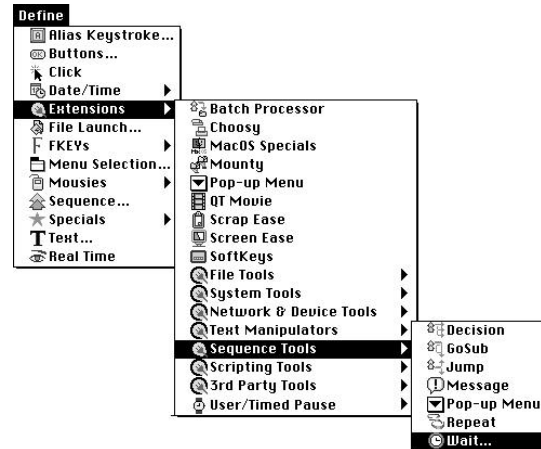 Define
Alias Keystroke...
Buttons...
Click
Date/Time
Extensions
File Launch...
FKEYs
Menu Selection...
Mousies
Sequence...
Specials
Text...
Real Time
Batch Processor
Choosy
MacOS Specials
Mounty
Pop-up Menu
QT Movie
Scrap Ease
Screen Ease
SoftKeys
File Tools
System Tools
Network & Device Tools
Text Manipulators
Sequence Tools
Scripting Tools
3rd Party Tools
User/Timed Pause
Decision
GoSub
Jump
Message
Pop-up Menu
Repeat
Wait...